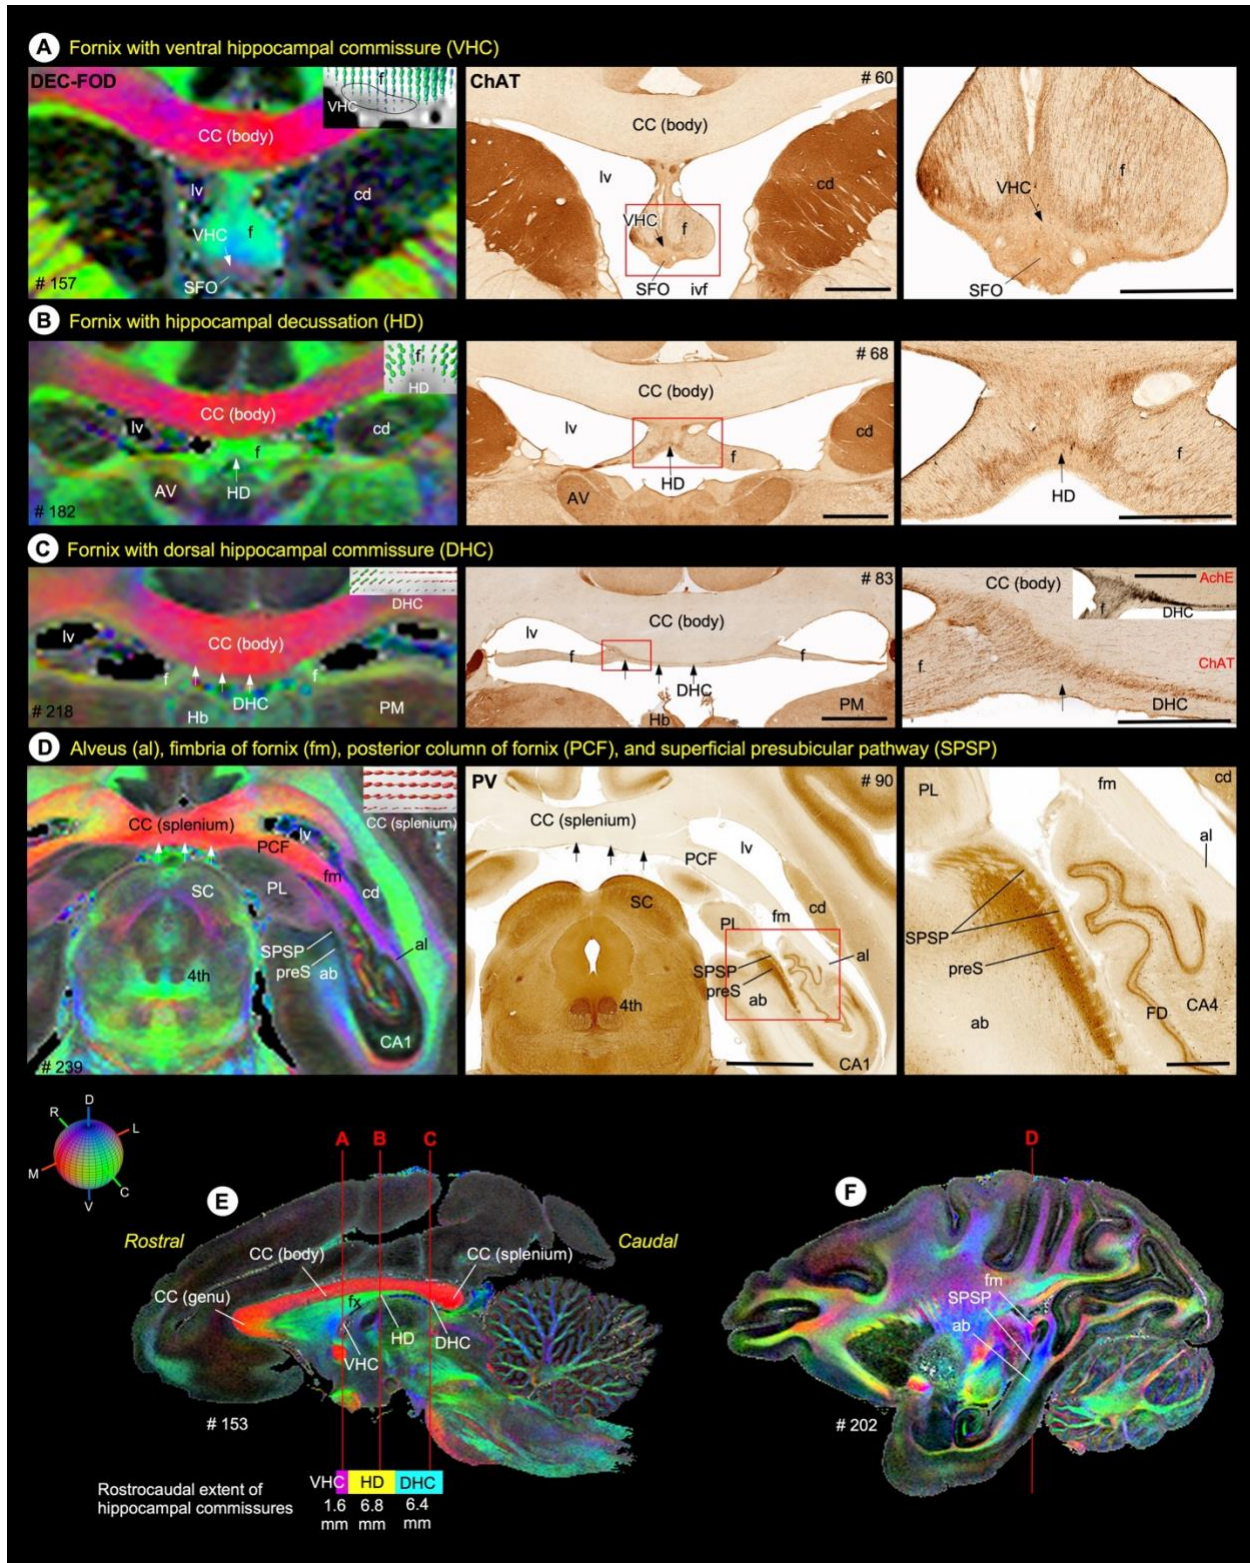 A Fornix with ventral hippocampal commissure (VHC)
DEC-FOD
f
VHC
CC (body)
lv
cd
f
VHC
SFO
# 157
ChAT
# 60
CC (body)
lv
cd
VHC
f
SFO
ivf
VHC
f
SFO
B Fornix with hippocampal decussation (HD)
f
HD
CC (body)
lv
cd
f
AV
HD
# 182
# 68
CC (body)
lv
cd
f
HD
AV
f
HD
C Fornix with dorsal hippocampal commissure (DHC)
DHC
lv
CC (body)
f
f
DHC
Hb
PM
# 218
# 83
CC (body)
lv
f
f
DHC
Hb
PM
CC (body)
AchE
f
DHC
ChAT
f
DHC
D Alveus (al), fimbria of fornix (fm), posterior column of fornix (PCF), and superficial presubicular pathway (SPSP)
CC (splenium)
CC (splenium)
lv
PCF
fm
SC
PL
cd
SPSP
al
preS
ab
4th
CA1
# 239
PV
# 90
CC (splenium)
lv
PCF
SC
fm
PL
cd
SPSP
al
preS
ab
4th
CA1
PL
fm
cd
al
SPSP
preS
CA4
FD
ab
D
R
L
M
C
V
A
B
C
E
Rostral
Caudal
CC (body)
CC (splenium)
CC (genu)
fx
HD
DHC
VHC
# 153
VHC HD DHC
Rostrocaudal extent of
hippocampal commissures
1.6 6.8 6.4
mm mm mm
D
F
fm
SPSP
ab
# 202